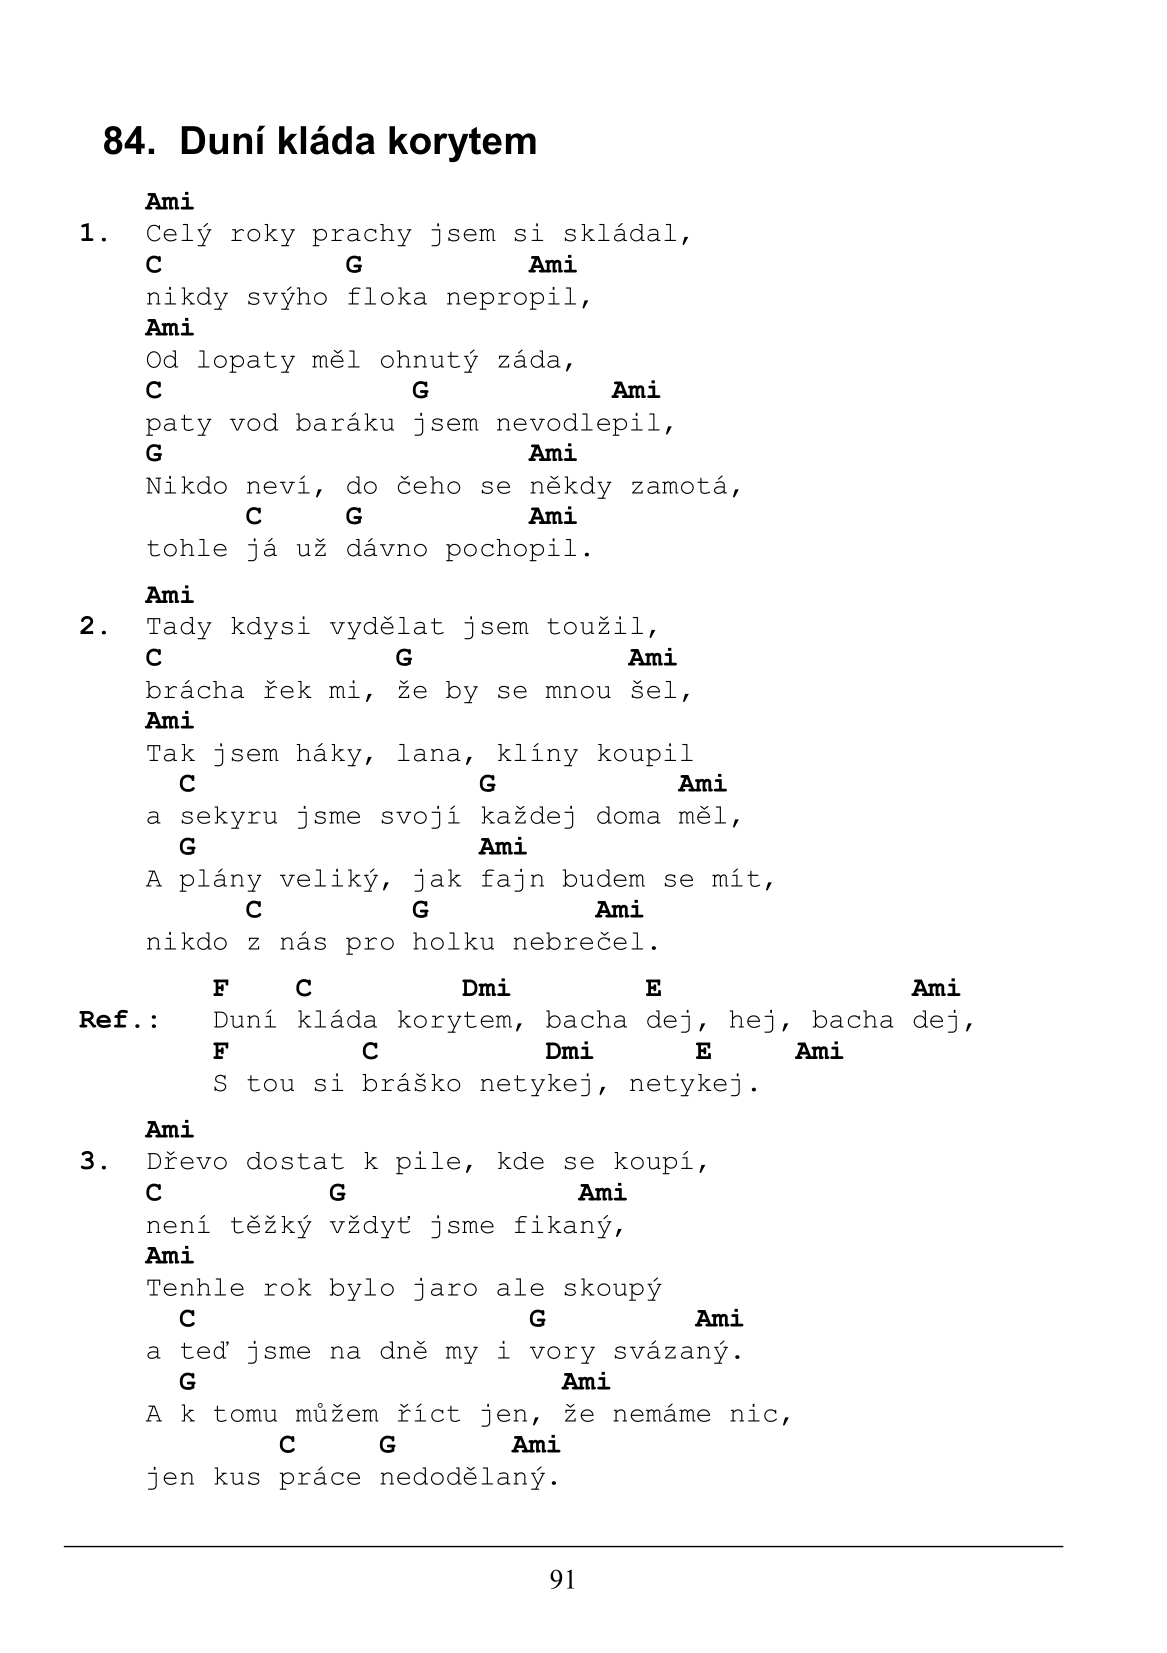 84. Duní kláda korytem
Ami
1. Celý roky prachy jsem si skládal,
C G Ami
nikdy svýho floka nepropil,
Ami
Od lopaty měl ohnutý záda,
C G Ami
paty vod baráku jsem nevodlepil,
G Ami
Nikdo neví, do čeho se někdy zamotá,
C G Ami
tohle já už dávno pochopil.
Ami
2. Tady kdysi vydělat jsem toužil,
C G Ami
brácha řek mi, že by se mnou šel,
Ami
Tak jsem háky, lana, klíny koupil
C G Ami
a sekyru jsme svojí každej doma měl,
G Ami
A plány veliký, jak fajn budem se mít,
C G Ami
nikdo z nás pro holku nebrečel.
F C Dmi E Ami
Ref.: Duní kláda korytem, bacha dej, hej, bacha dej,
F C Dmi E Ami
S tou si bráško netykej, netykej.
Ami
3. Dřevo dostat k pile, kde se koupí,
C G Ami
není těžký vždyť jsme fikaný,
Ami
Tenhle rok bylo jaro ale skoupý
C G Ami
a teď jsme na dně my i vory svázaný.
G Ami
A k tomu můžem říct jen, že nemáme nic,
C G Ami
jen kus práce nedodělaný.
91